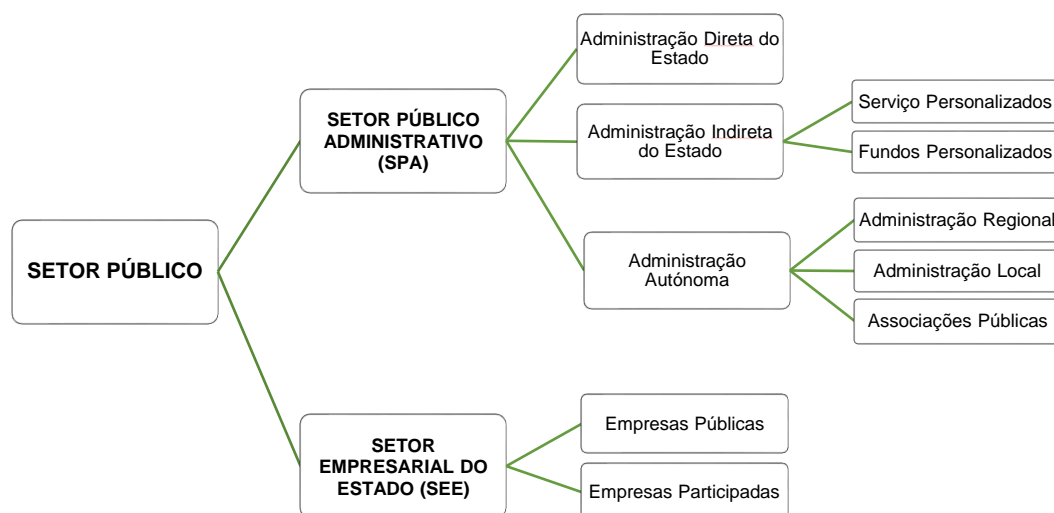 SETOR PÚBLICO
SETOR PÚBLICO
ADMINISTRATIVO
(SPA)
Administração Direta do
Estado
Administração Indireta
do Estado
Serviço Personalizados
Fundos Personalizados
Administração
Autónoma
Administração Regional
Administração Local
Associações Públicas
SETOR
EMPRESARIAL DO
ESTADO (SEE)
Empresas Públicas
Empresas Participadas